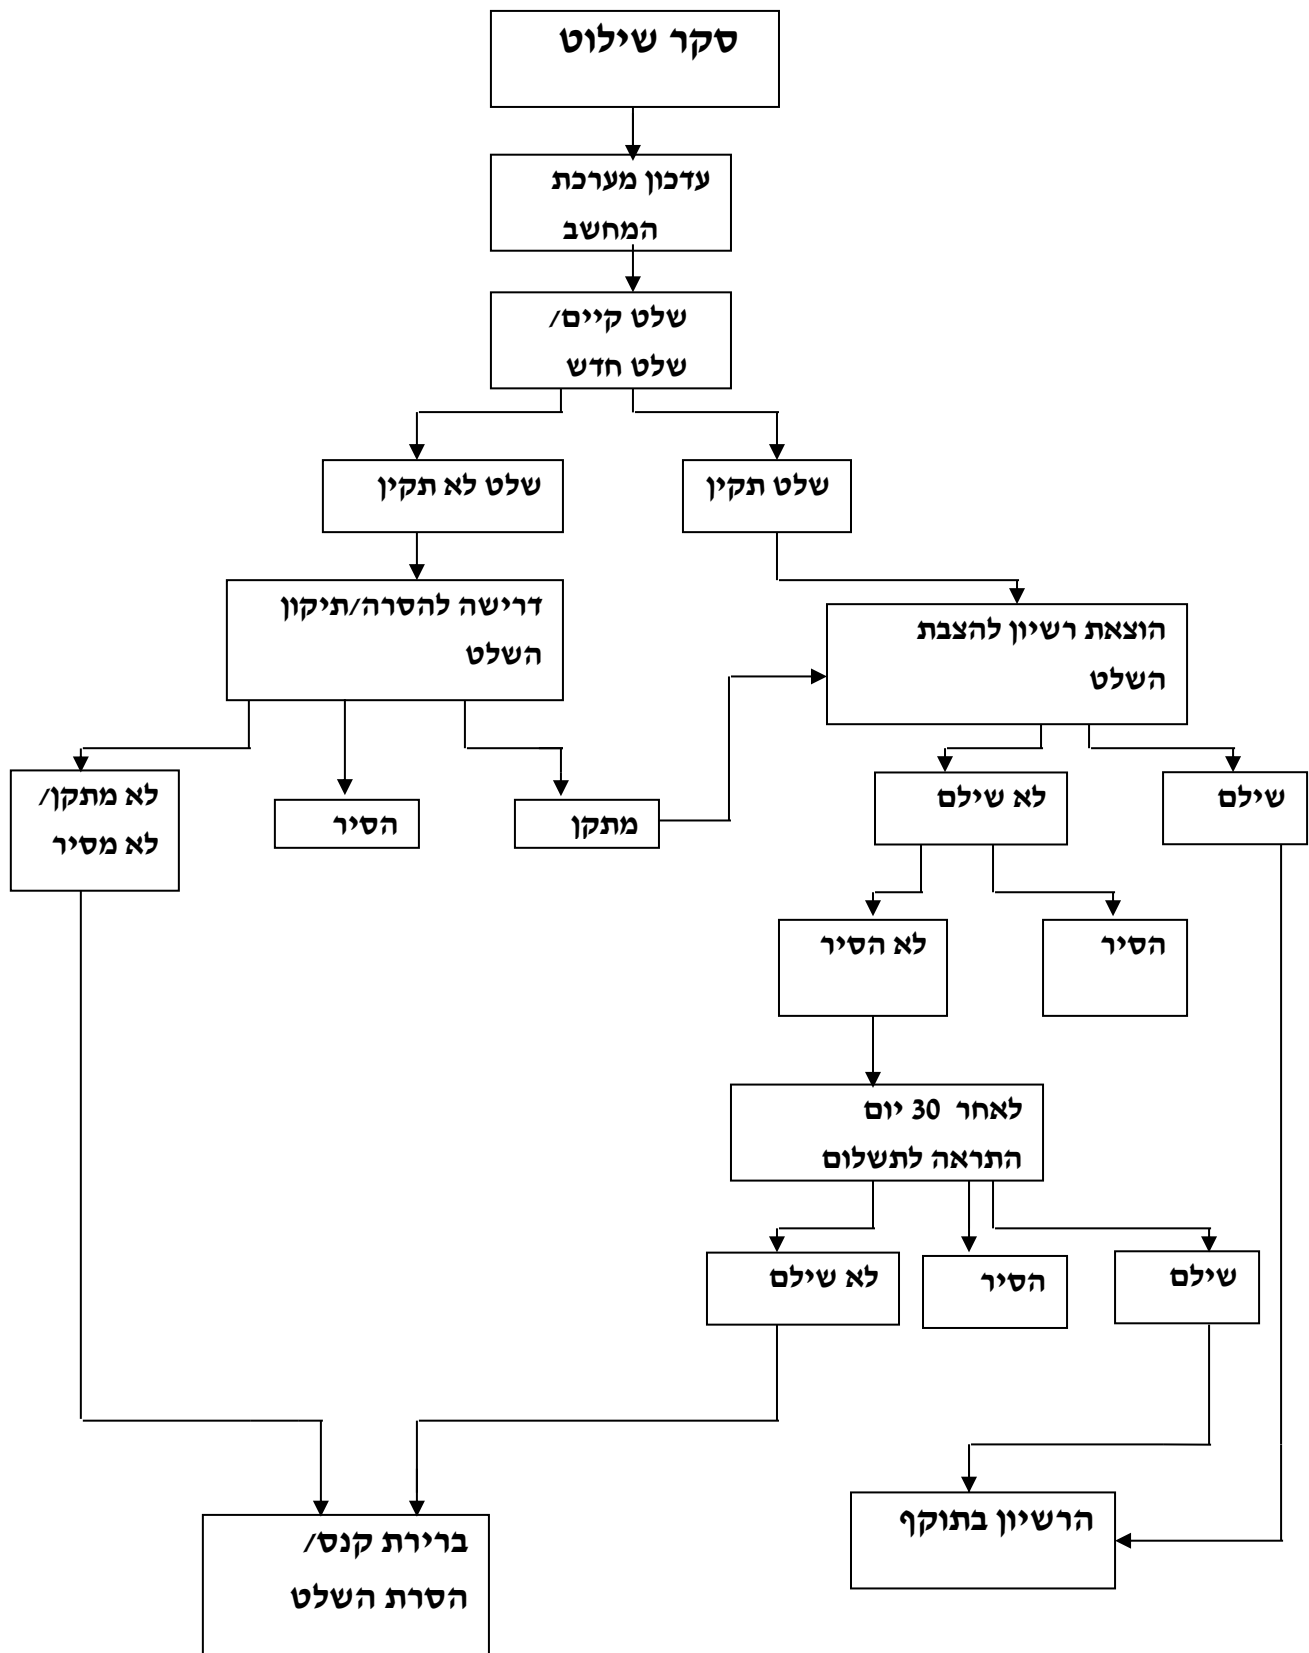 סקר שילוט
עדכון מערכת
המחשב
שלט קיים/
שלט חדש
שלט תקין
שלט לא תקין
דרישה להסרה/תיקון
השלט
הוצאת רשיון להצבת
השלט
שילם
לא שילם
מתקן
הסיר
לא מתקן/
לא מסיר
הסיר
לא הסיר
לאחר 30 יום
התראה לתשלום
שילם
הסיר
לא שילם
הרשיון בתוקף
ברירת קנס/
הסרת השלט